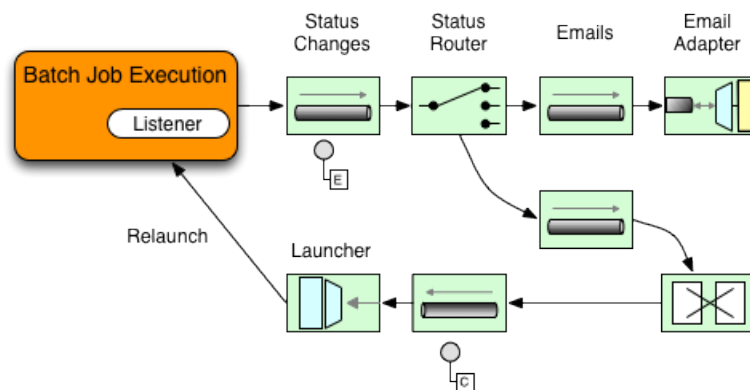 Status
Changes
Status
Router
Emails
Email
Adapter
Batch Job Execution
Listener
E
Relaunch
Launcher
C